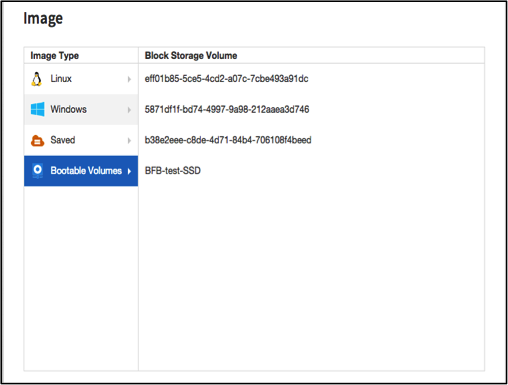 Image
Image Type Block Storage Volume
Linux eff01b85-5ce5-4cd2-a07c-7cbe493a91dc
Windows 5871df1f-bd74-4997-9a98-212aaea3d746
Saved b38e2eee-c8de-4d71-84b4-706108f4beed
Bootable Volumes BFB-test-SSD